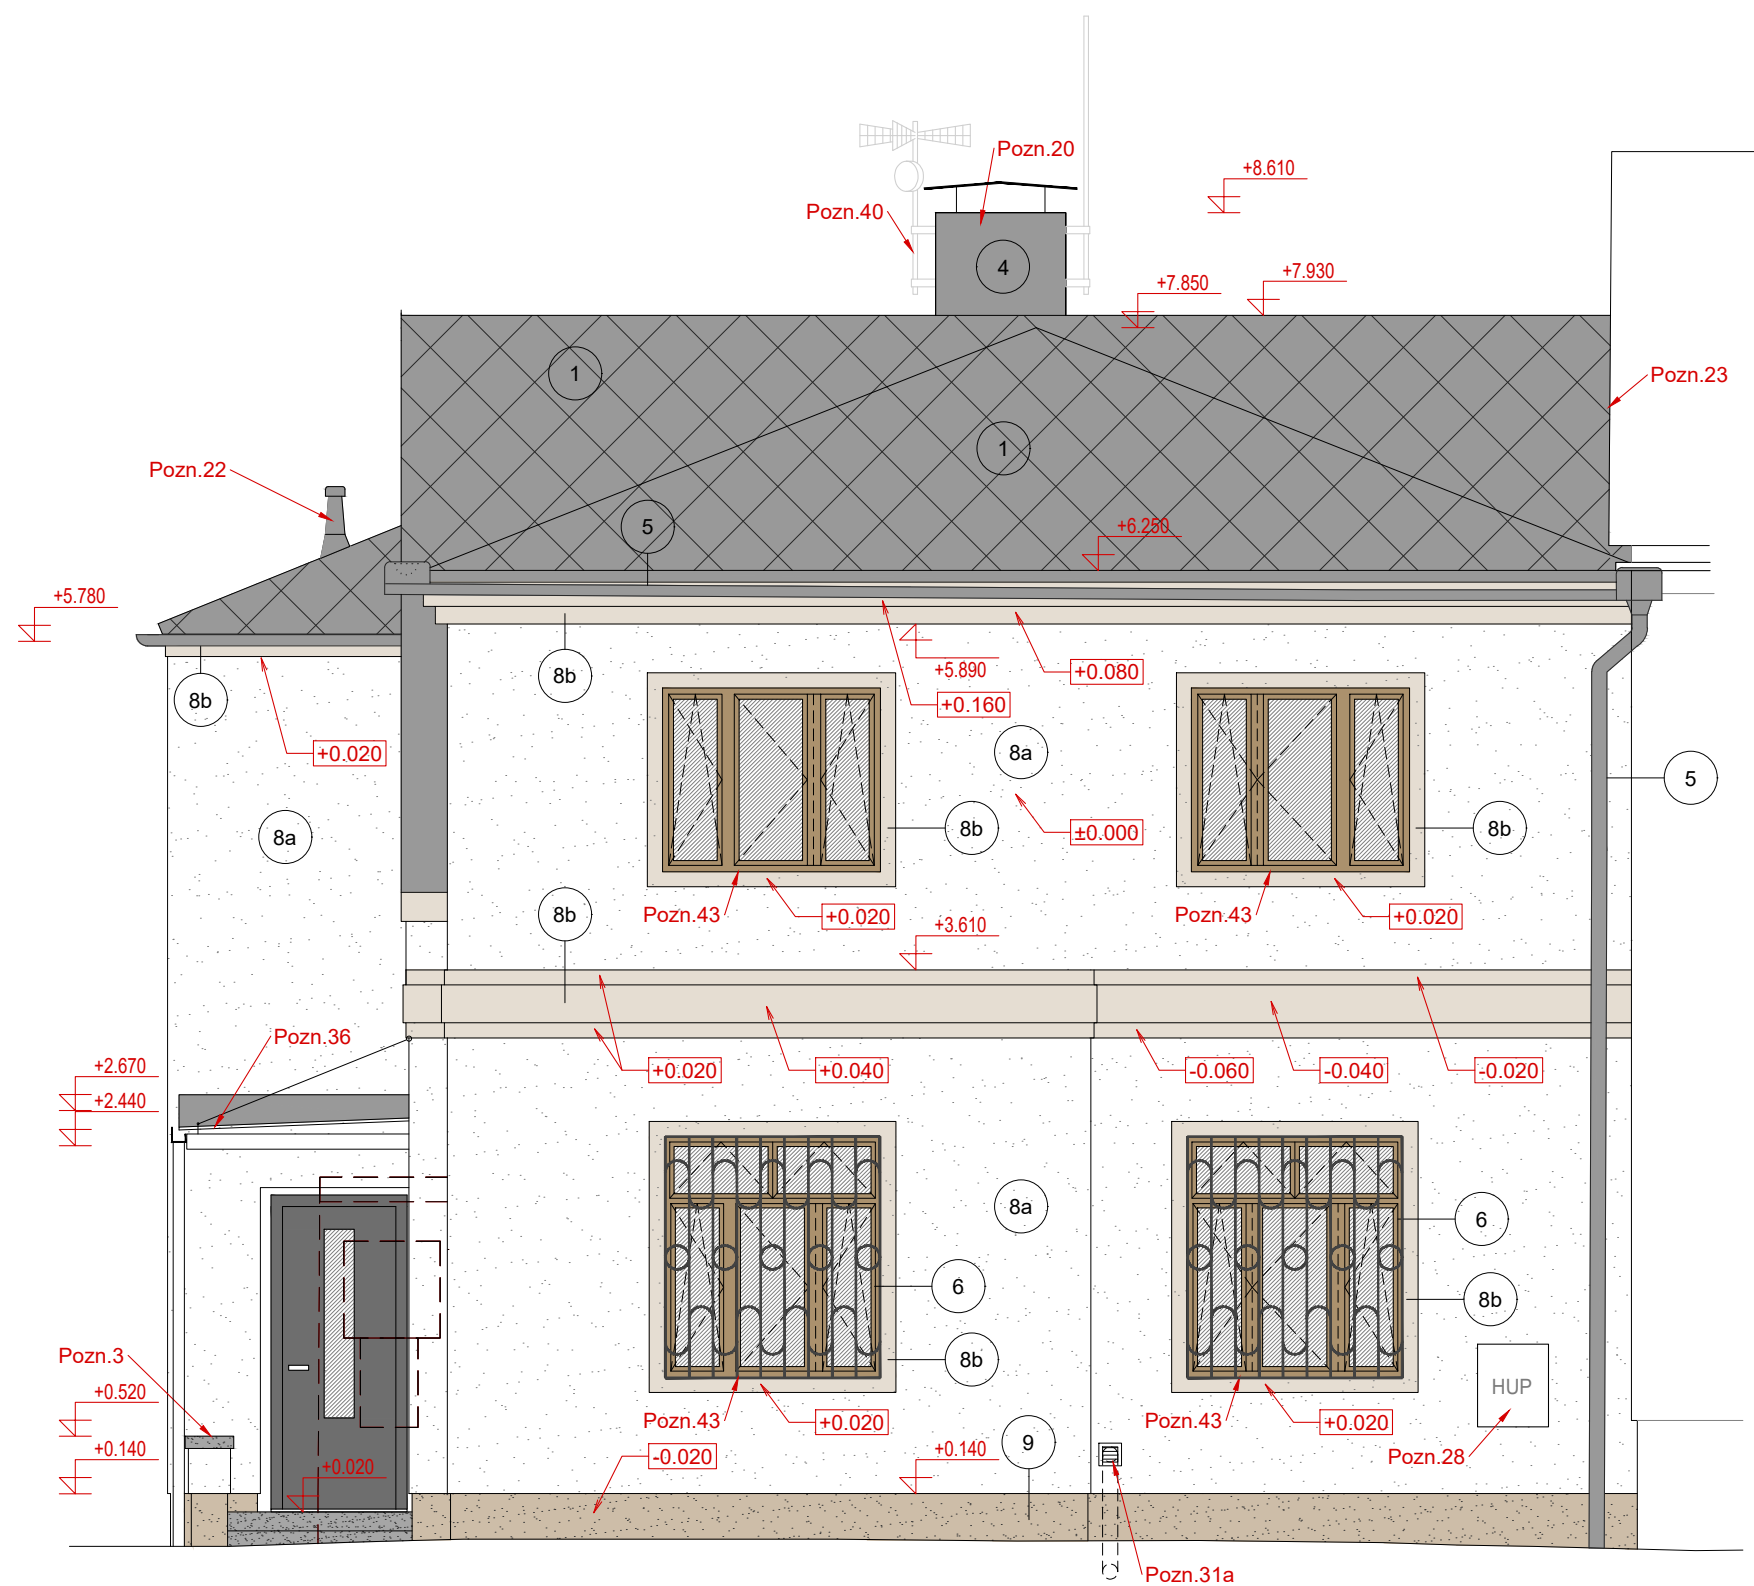 Pozn.20
+8.610
Pozn.40
4
+7.930
+7.850
1
Pozn.23
1
Pozn.22
5
+6.250
+5.780
+5.890
+0.080
8b
8b
+0.160
+0.020
8a
5
±0.000
8b
8b
8a
8b
Pozn.43
+0.020
Pozn.43
+0.020
+3.610
Pozn.36
+2.670
+0.020
+0.040
-0.060
-0.040
-0.020
+2.440
8a
6
6
8b
Pozn.3
8b
HUP
+0.520
Pozn.43
+0.020
Pozn.43
+0.020
9
+0.140
+0.020
-0.020
+0.140
Pozn.28
Pozn.31a